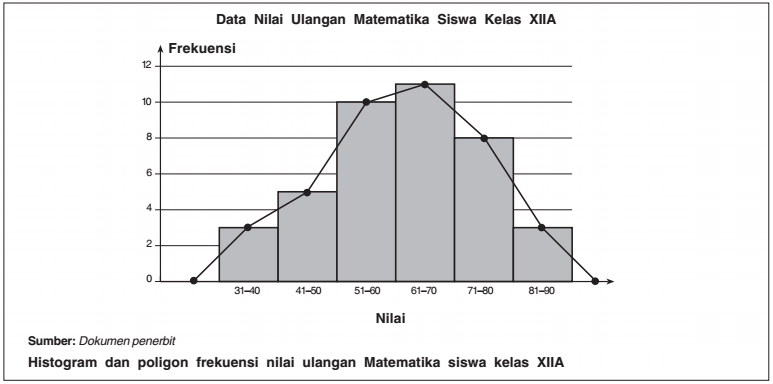 Data Nilai Ulangan Matematika Siswa Kelas XIIA
Frekuensi
12
10
8
6
4
2
0
31–40 41–50 51–60 61–70 71–80 81–90
Nilai
Sumber: Dokumen penerbit
Histogram dan poligon frekuensi nilai ulangan Matematika siswa kelas XIIA